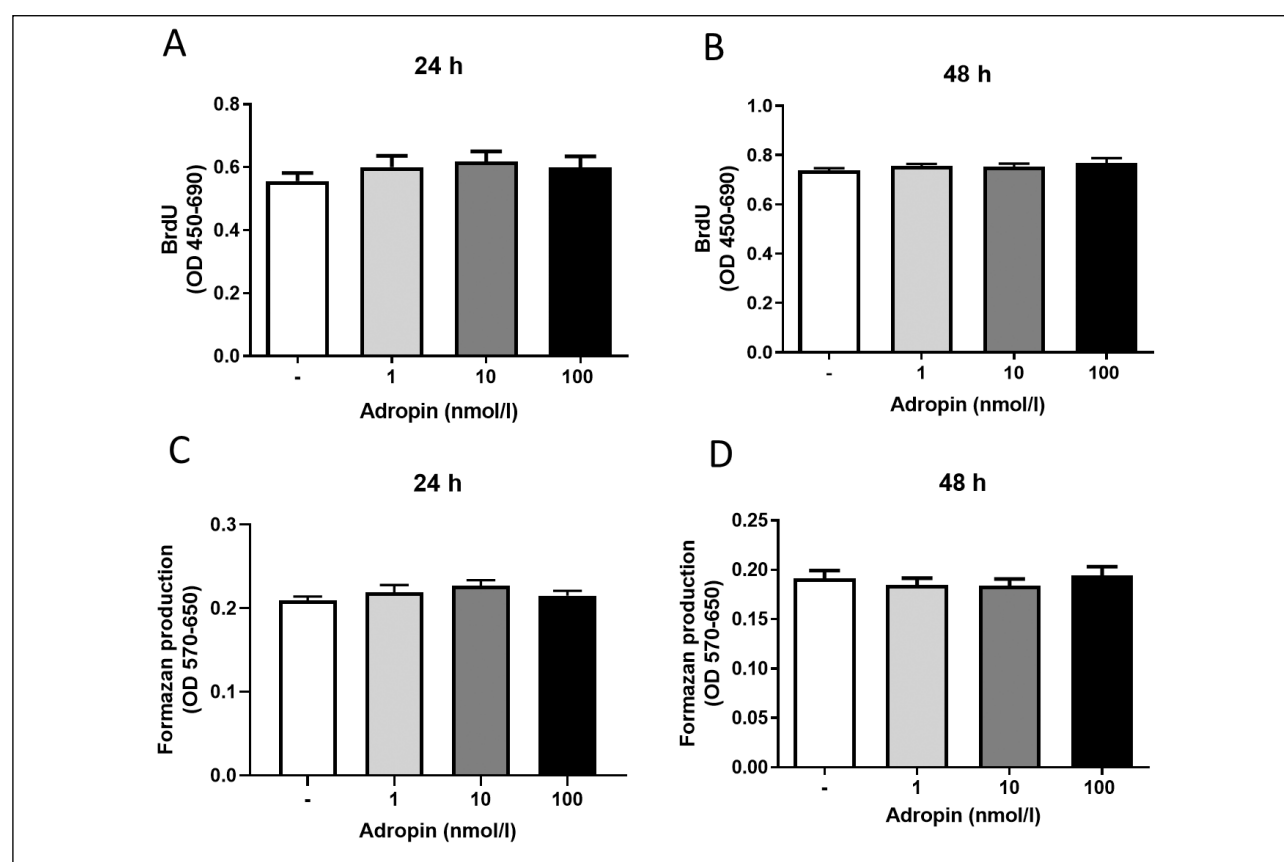 A
24 h
BrdU
(OD 450-690)
0.8
0.6
0.4
0.2
0.0
- 1 10 100
Adropin (nmol/l)
B
48 h
BrdU
(OD 450-690)
1.0
0.8
0.6
0.4
0.2
0.0
- 1 10 100
Adropin (nmol/l)
C
24 h
Formazan production
(OD 570-650)
0.3
0.2
0.1
0.0
- 1 10 100
Adropin (nmol/l)
D
48 h
Formazan production
(OD 570-650)
0.25
0.20
0.15
0.10
0.05
0.00
- 1 10 100
Adropin (nmol/l)